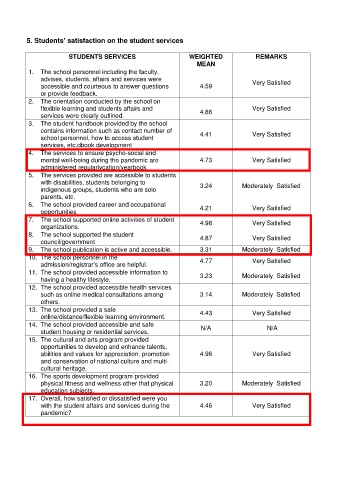 5. Students' satisfaction on the student services
STUDENTS SERVICES WEIGHTED MEAN REMARKS
1. The school personnel including the faculty,
advises, students, affairs and services were
accessible and courteous to answer questions
or provide feedback.
4.59 Very Satisfied
2. The orientation conducted by the school on
flexible learning and students affairs and
services were clearly outlined.
4.86 Very Satisfied
3. The student handbook provided by the school
contains information such as contact number of
school personnel, how to access student
services, etc.dbook development
4.41 Very Satisfied
4. The services to ensure psycho-social and
mental well-being during the pandemic are
administered regularlycation/yearbook
4.73 Very Satisfied
5. The services provided are accessible to students
with disabilities, students belonging to
indigenous groups, students who are solo
parents, etc.
3.24 Moderately Satisfied
6. The school provided career and occupational
opportunities
4.21 Very Satisfied
7. The school supported online activities of student
organizations.
4.98 Very Satisfied
8. The school supported the student
council/government
4.87 Very Satisfied
9. The school publication is active and accessible. 3.31 Moderately Satisfied
10. The school personnel in the
admission/registrar's office are helpful.
4.77 Very Satisfied
11. The school provided accessible information to
having a healthy lifestyle.
3.23 Moderately Satisfied
12. The school provided accessible health services
such as online medical consultations among
others.
3.14 Moderately Satisfied
13. The school provided a safe
online/distance/flexible learning environment.
4.43 Very Satisfied
14. The school provided accessible and safe
student housing or residential services.
N/A N/A
15. The cultural and arts program provided
opportunities to develop and enhance talents,
abilities and values for appreciation, promotion
and conservation of national culture and multi-
cultural heritage.
4.96 Very Satisfied
16. The sports development program provided
physical fitness and wellness other that physical
education subjects.
3.20 Moderately Satisfied
17. Overall, how satisfied or dissatisfied were you
with the student affairs and services during the
pandemic?
4.46 Very Satisfied